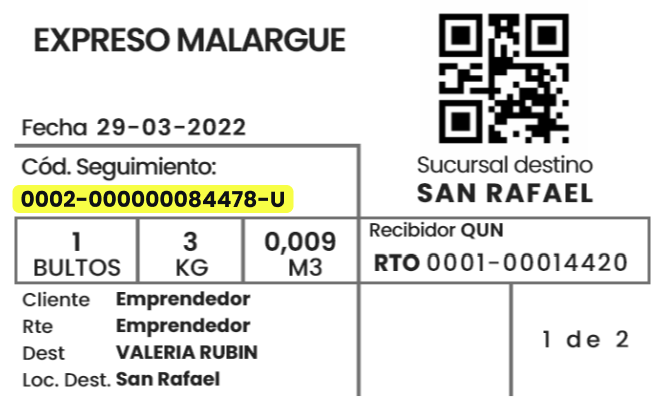 EXPRESO MALARGUE
Fecha 29-03-2022
Cód. Seguimiento:
0002-000000084478-U
Sucursal destino
SAN RAFAEL
1
BULTOS
3
KG
0,009
M3
Recibidor QUN
RTO 0001-00014420
Cliente Emprendedor
Rte Emprendedor
Dest VALERIA RUBIN
Loc. Dest. San Rafael
1 de 2